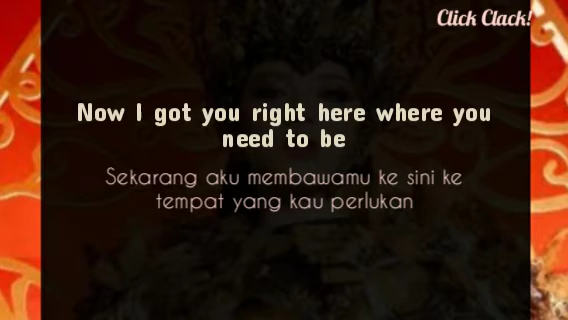 Click Clack!
Now I got you right here where you
need to be
Sekarang aku membawamu ke sini ke
tempat yang kau perlukan